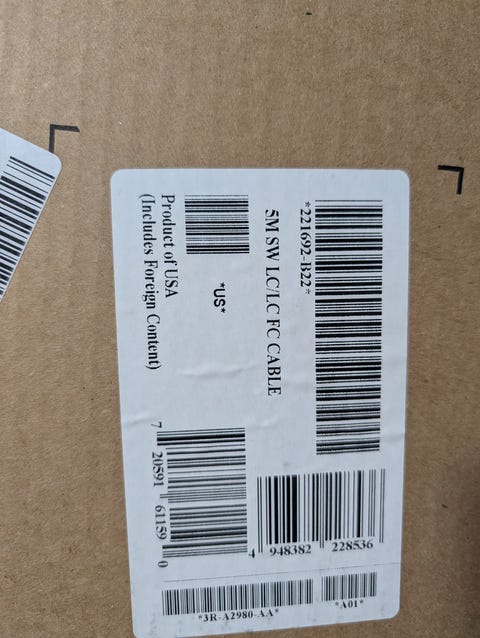 *221692-B22*
5M SW LC/LC FC CABLE
*US*
Product of USA
(Includes Foreign Content)
4 948382 228536
7 20591 61159 0
*A01*
*3R-A2980-AA*